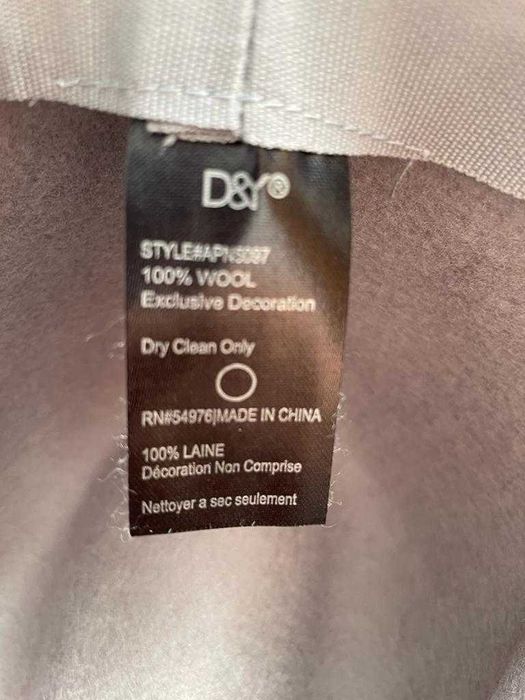 D&Y®
STYLE#APN5097
100% WOOL
Exclusive Decoration
Dry Clean Only
RN#54976|MADE IN CHINA
100% LAINE
Décoration Non Comprise
Nettoyer a sec seulement